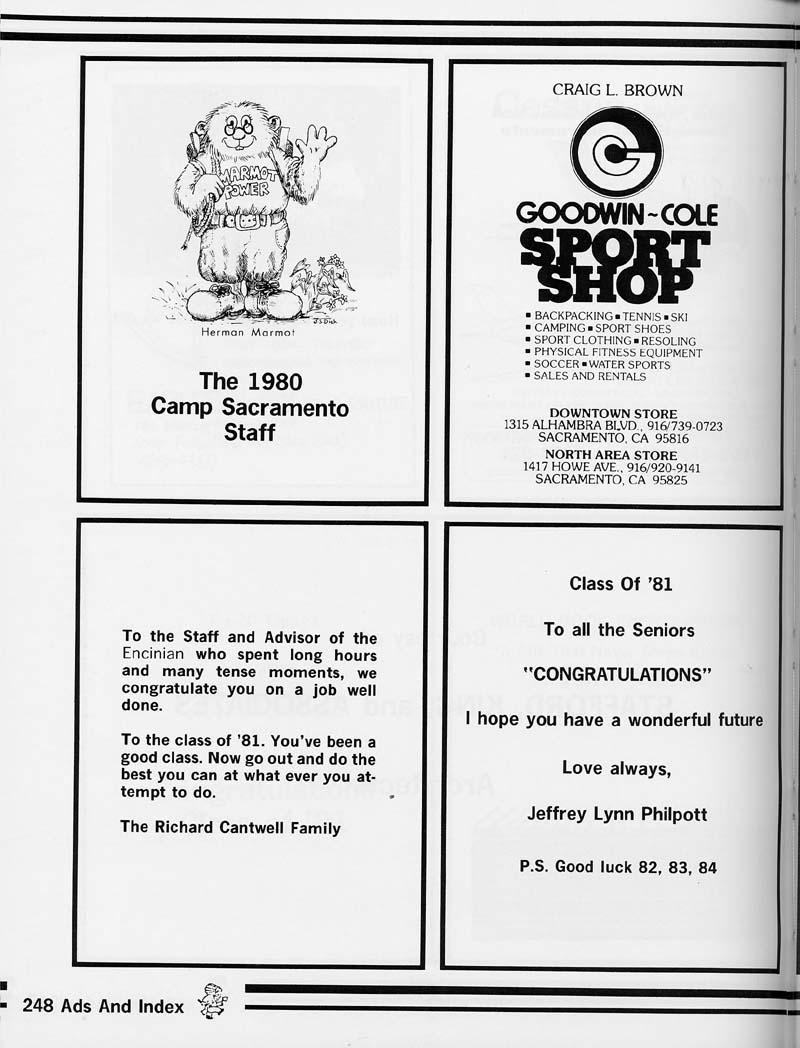 MARMOT
POWER
J.S.Dick
Herman Marmot
The 1980
Camp Sacramento
Staff
CRAIG L. BROWN
GOODWIN~COLE
SPORT
SHOP
▪ BACKPACKING ▪ TENNIS ▪ SKI
▪ CAMPING ▪ SPORT SHOES
▪ SPORT CLOTHING ▪ RESOLING
▪ PHYSICAL FITNESS EQUIPMENT
▪ SOCCER ▪ WATER SPORTS
▪ SALES AND RENTALS
DOWNTOWN STORE
1315 ALHAMBRA BLVD., 916/739-0723
SACRAMENTO, CA 95816
NORTH AREA STORE
1417 HOWE AVE., 916/920-9141
SACRAMENTO, CA 95825
To the Staff and Advisor of the
Encinian who spent long hours
and many tense moments, we
congratulate you on a job well
done.
To the class of '81. You've been a
good class. Now go out and do the
best you can at what ever you at-
tempt to do.
The Richard Cantwell Family
Class Of '81
To all the Seniors
"CONGRATULATIONS"
I hope you have a wonderful future
Love always,
Jeffrey Lynn Philpott
P.S. Good luck 82, 83, 84
248 Ads And Index